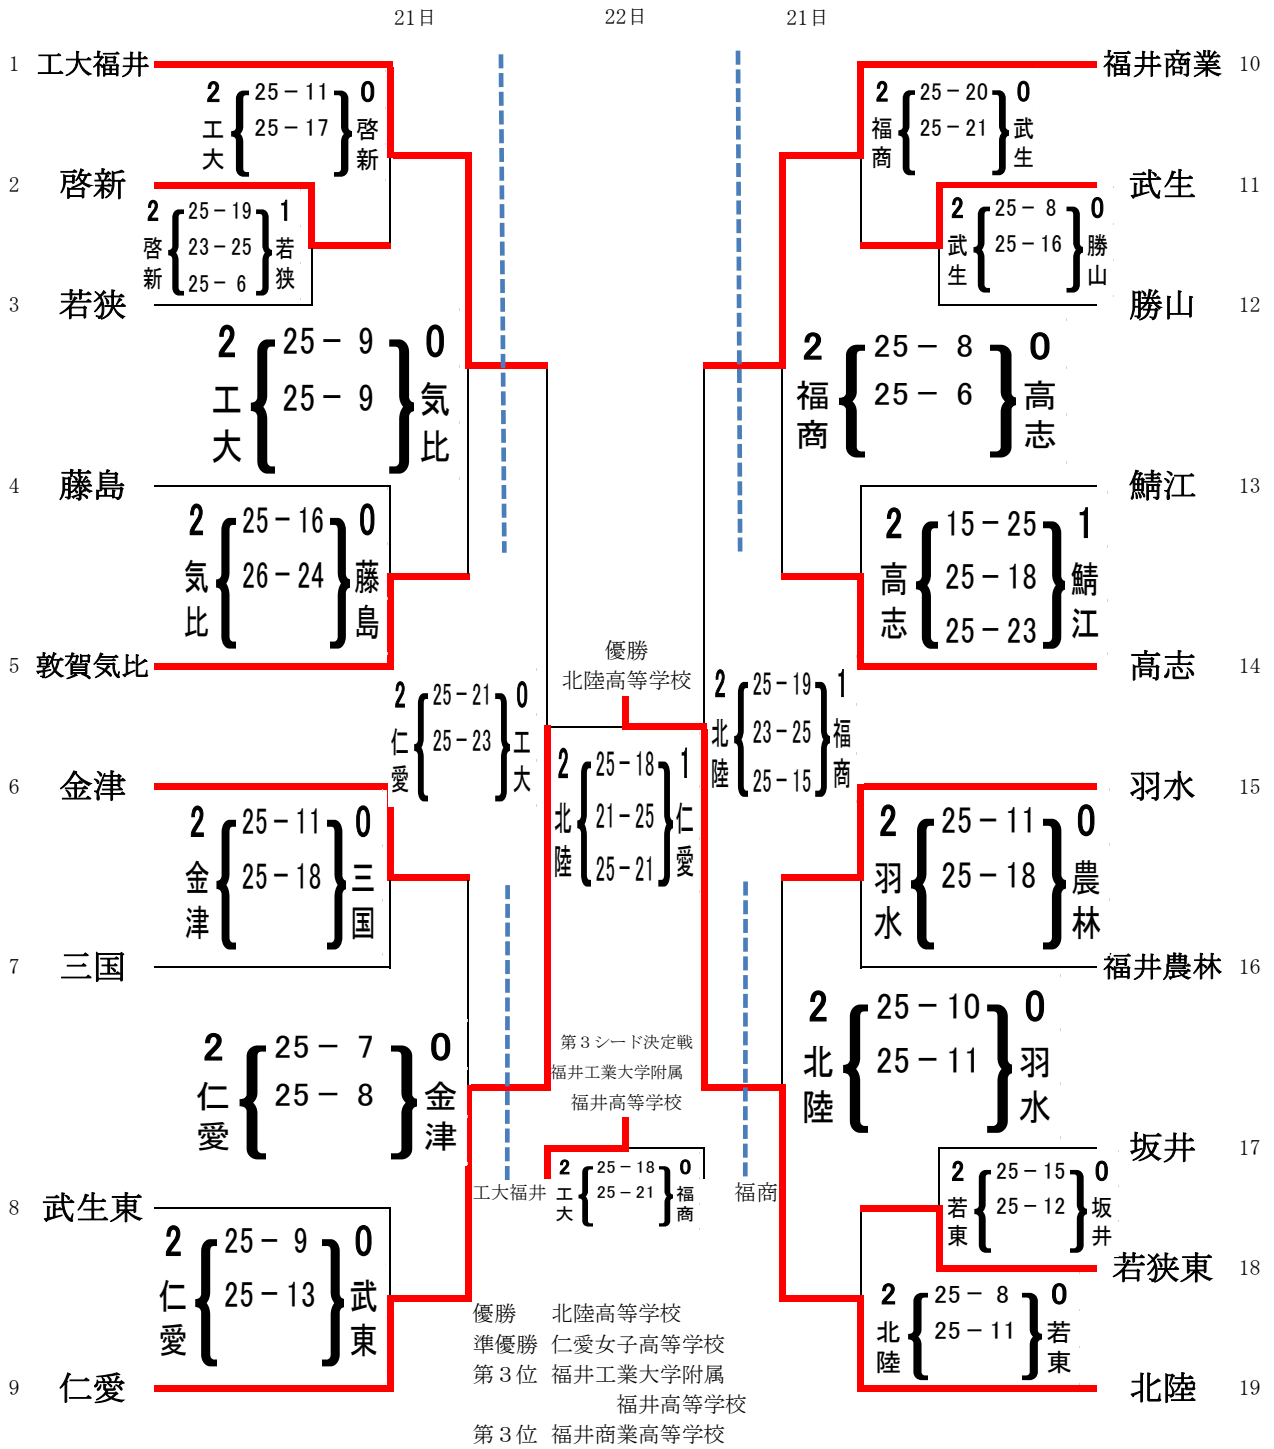 21日
22日
21日
1 工大福井
2 0
25－11
25－17
工大
啓新
2 啓新
2 1
25－19
23－25
25－6
啓新
若狭
3 若狭
2 0
25－9
25－9
工大
気比
4 藤島
2 0
25－16
26－24
気比
藤島
5 敦賀気比
2 0
25－21
25－23
仁愛
工大
6 金津
2 0
25－11
25－18
金津
三国
7 三国
2 0
25－7
25－8
仁愛
金津
8 武生東
2 0
25－9
25－13
仁愛
武東
9 仁愛
優勝
北陸高等学校
2 1
25－18
21－25
25－21
北陸
仁愛
第３シード決定戦
福井工業大学附属
福井高等学校
2 0
25－18
25－21
工大
福商
工大福井
福商
優勝 北陸高等学校
準優勝 仁愛女子高等学校
第３位 福井工業大学附属
福井高等学校
第３位 福井商業高等学校
福井商業 10
2 0
25－20
25－21
福商
武生
武生 11
2 0
25－8
25－16
武生
勝山
勝山 12
2 0
25－8
25－6
福商
高志
鯖江 13
2 1
15－25
25－18
25－23
高志
鯖江
高志 14
2 1
25－19
23－25
25－15
北陸
福商
羽水 15
2 0
25－11
25－18
羽水
農林
福井農林 16
2 0
25－10
25－11
北陸
羽水
坂井 17
2 0
25－15
25－12
若東
坂井
若狭東 18
2 0
25－8
25－11
北陸
若東
北陸 19